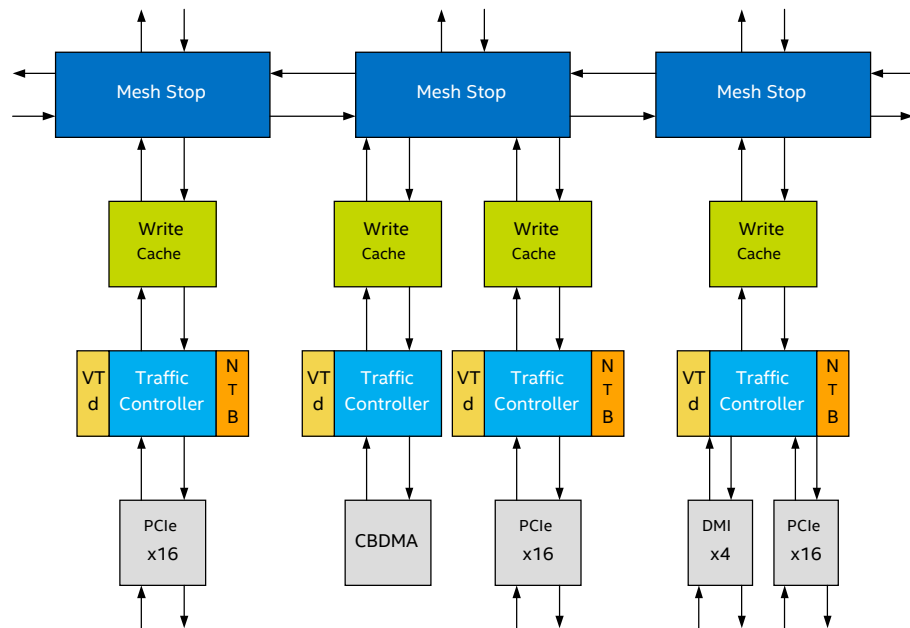 Mesh Stop
Mesh Stop
Mesh Stop
Write
Cache
Write
Cache
Write
Cache
Write
Cache
VT
d
Traffic
Controller
N
T
B
VT
d
Traffic
Controller
VT
d
Traffic
Controller
N
T
B
VT
d
Traffic
Controller
N
T
B
PCIe
x16
CBDMA
PCIe
x16
DMI
x4
PCIe
x16